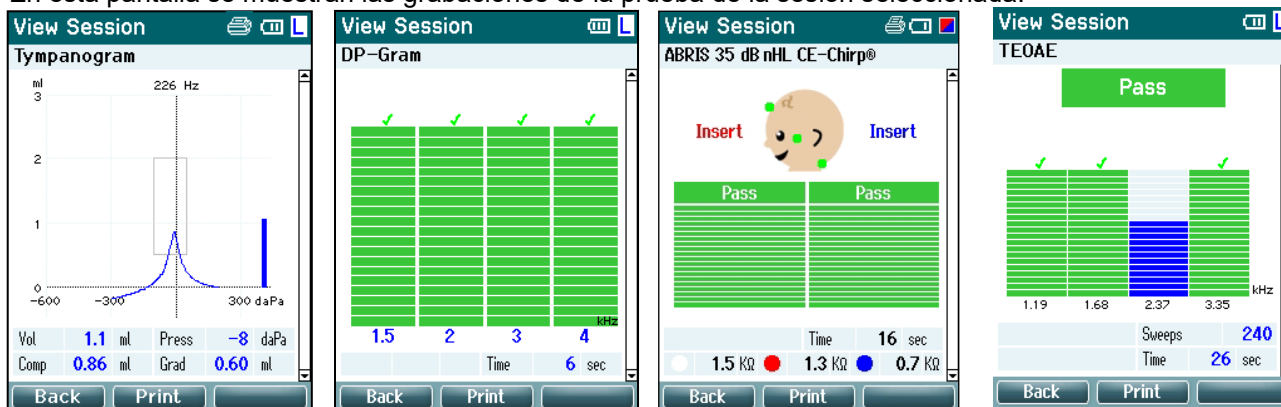 En esta pantalla se muestran las grabaciones de la prueba de la sesión seleccionada.
View Session L
Tympanogram
ml
226 Hz
3
2
1
0
-600 -300 300 daPa
Vol 1.1 ml Press -8 daPa
Comp 0.86 ml Grad 0.60 ml
Back Print
View Session L
DP-Gram
kHz
1.5 2 3 4
Time 6 sec
Back Print
View Session
ABRIS 35 dB nHL CE-Chirp®
Insert Insert
Pass Pass
Time 16 sec
1.5 KΩ 1.3 KΩ 0.7 KΩ
Back Print
View Session L
TEOAE
Pass
kHz
1.19 1.68 2.37 3.35
Sweeps 240
Time 26 sec
Back Print